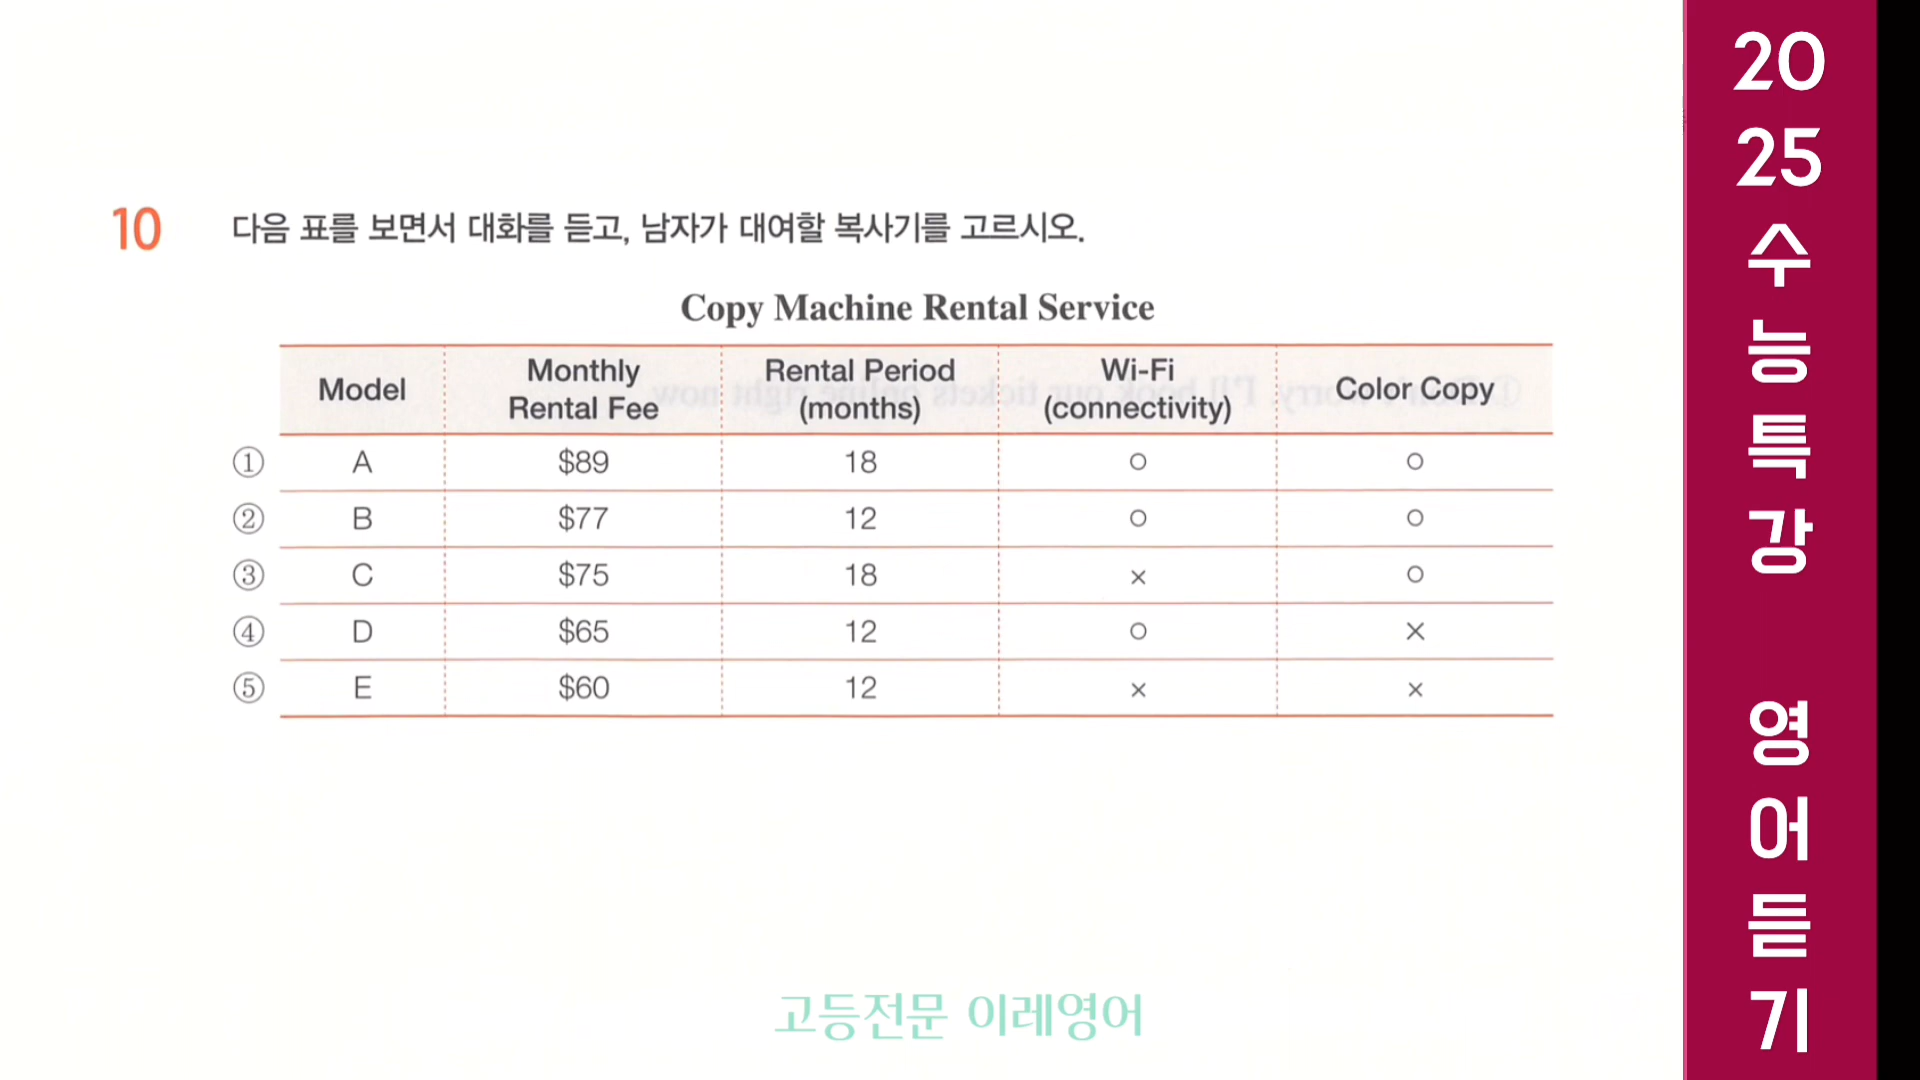 10 다음 표를 보면서 대화를 듣고, 남자가 대여할 복사기를 고르시오.
Copy Machine Rental Service
Model Monthly Rental Fee Rental Period (months) Wi-Fi (connectivity) Color Copy
① A $89 18 ○ ○
② B $77 12 ○ ○
③ C $75 18 × ○
④ D $65 12 ○ ×
⑤ E $60 12 × ×
고등전문 이레영어
20
25
수
능
특
강
영
어
듣
기